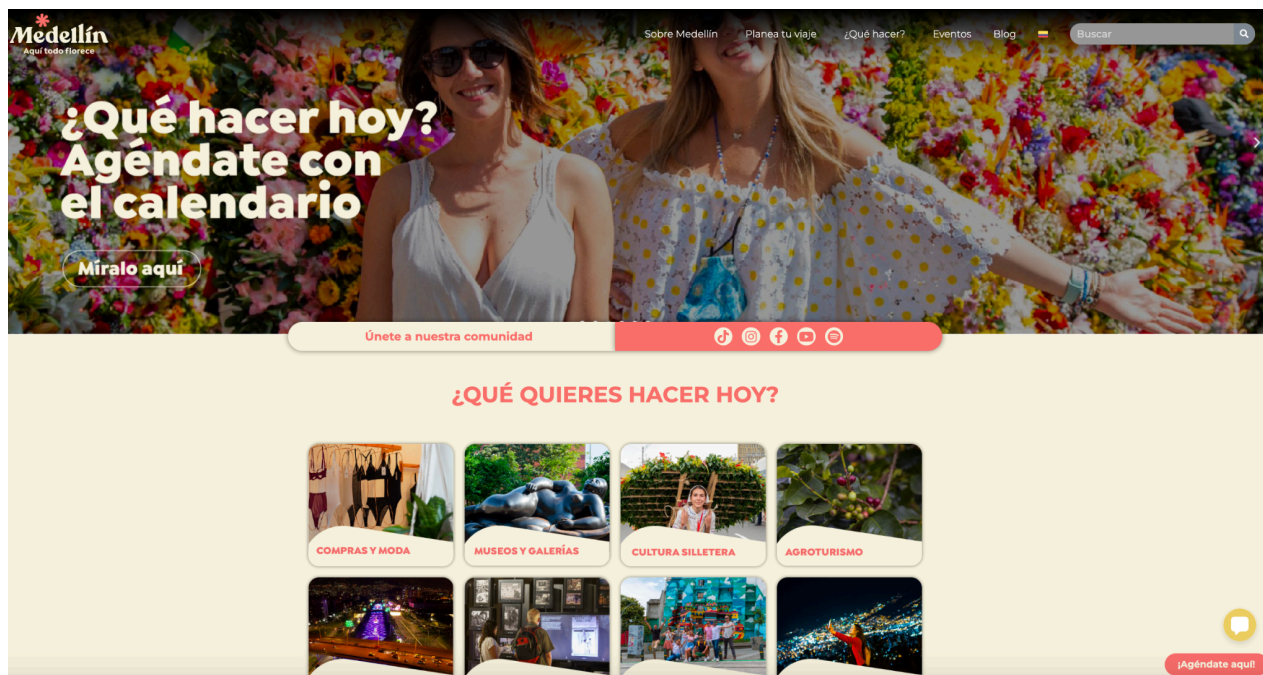 Medellín
Aquí todo florece
Sobre Medellín
Planea tu viaje
¿Qué hacer?
Eventos
Blog
Buscar
¿Qué hacer hoy?
Agéndate con
el calendario
Míralo aquí
Únete a nuestra comunidad
¿QUÉ QUIERES HACER HOY?
COMPRAS Y MODA
MUSEOS Y GALERÍAS
CULTURA SILLETERA
AGROTURISMO
¡Agéndate aquí!